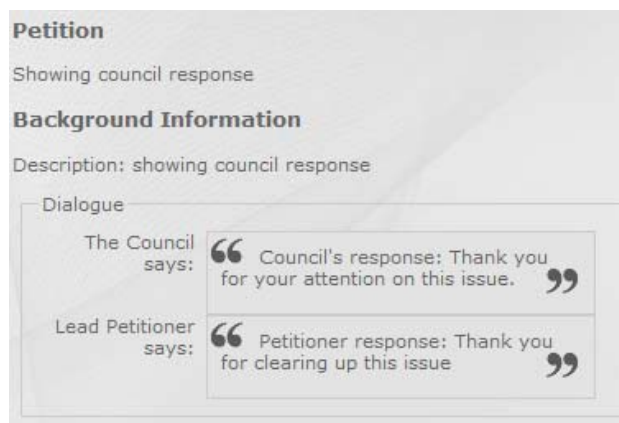 Petition
Showing council response
Background Information
Description: showing council response
Dialogue
The Council
says:
“ Council's response: Thank you
for your attention on this issue. ”
Lead Petitioner
says:
“ Petitioner response: Thank you
for clearing up this issue ”